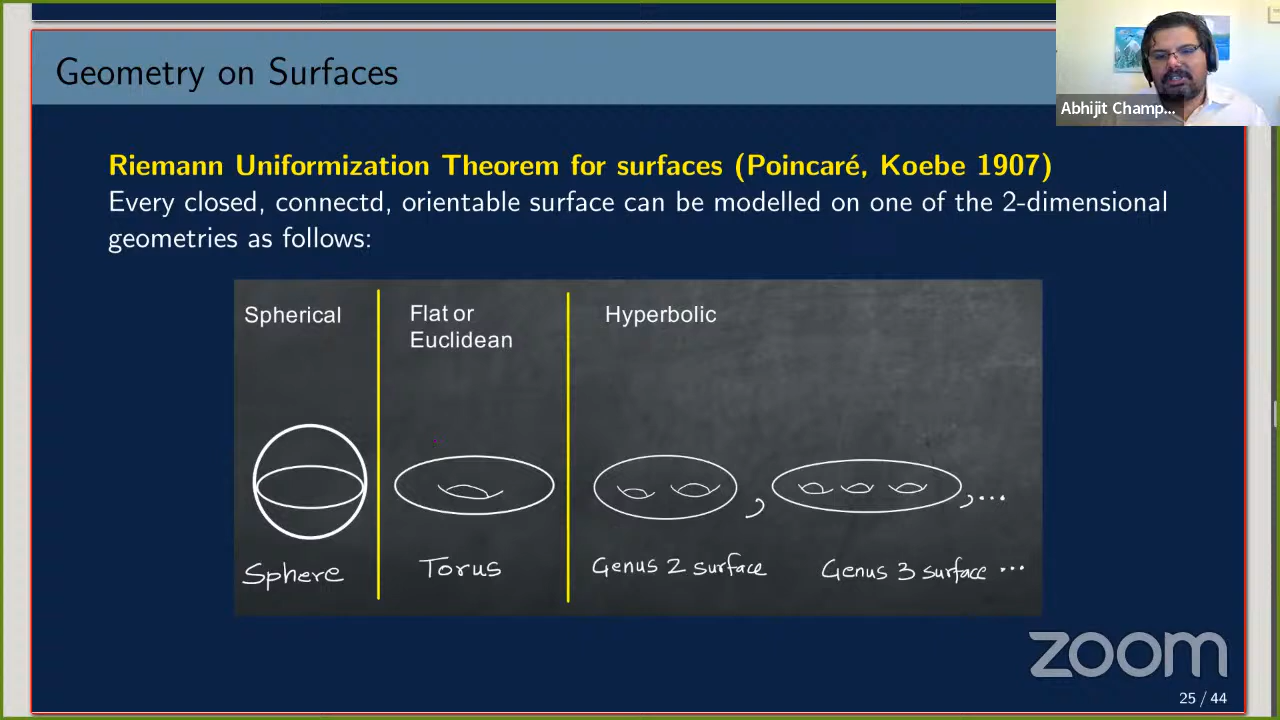 Geometry on Surfaces
Abhijit Champ...
Riemann Uniformization Theorem for surfaces (Poincaré, Koebe 1907)
Every closed, connectd, orientable surface can be modelled on one of the 2-dimensional
geometries as follows:
Spherical
Flat or
Euclidean
Hyperbolic
, , ...
Sphere
Torus
Genus 2 surface
Genus 3 surface ...
zoom
25 / 44